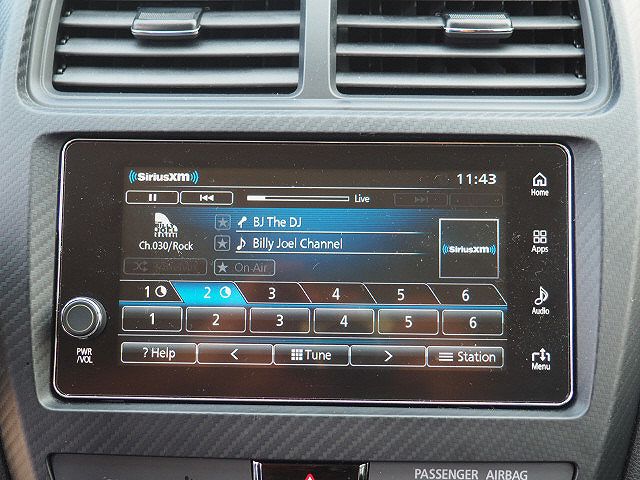 ((SiriusXM)) 11:43
Live
Joel
BJ The DJ
Billy Joel Channel
Ch.030/Rock
((SiriusXM))
On-Air
1 2 3 4 5 6
1 2 3 4 5 6
? Help < Tune > Station
Home
Apps
Audio
Menu
PWR
/VOL
PASSENGER AIRBAG